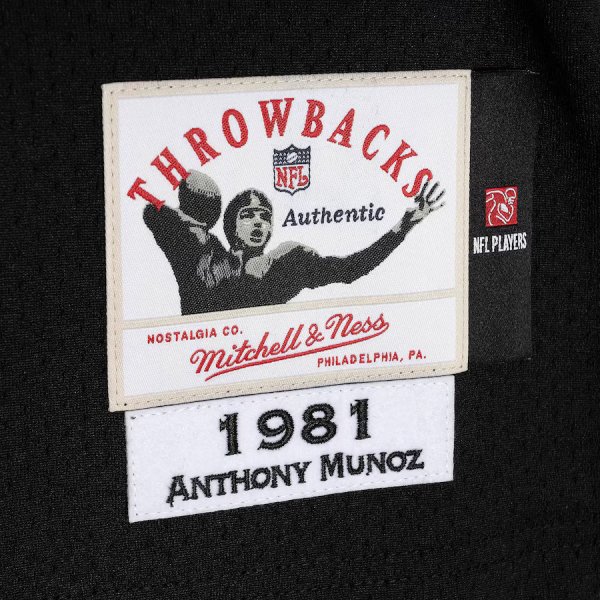 THROWBACKS
NFL
Authentic
NFL PLAYERS
NOSTALGIA CO.
Mitchell & Ness
PHILADELPHIA, PA.
1981
ANTHONY MUNOZ